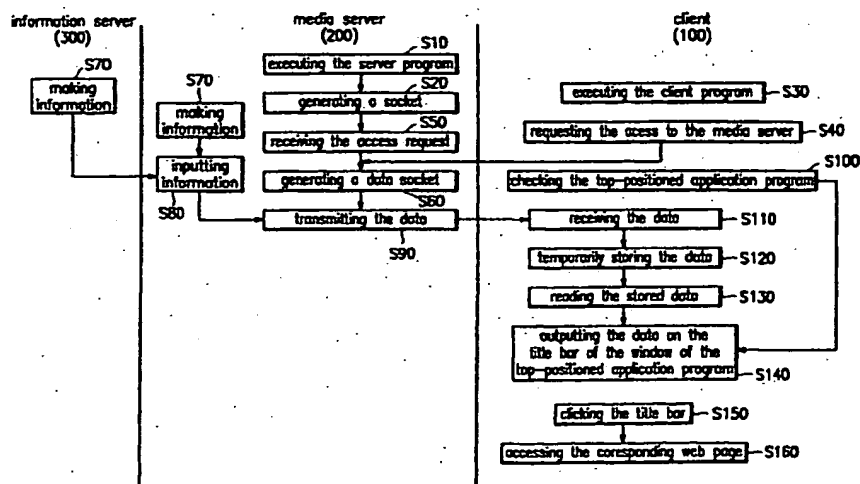 information server
(300)
S70
making
information
media server
(200)
S10
executing the server program
S20
generating a socket
S70
making
information
S50
receiving the access request
inputting
information
S80
generating a data socket
S60
transmitting the data
S90
client
(100)
executing the client program
S30
requesting the acess to the media server
S40
S100
checking the top-positioned application program
receiving the data
S110
temporarily storing the data
S120
reading the stored data
S130
outputting the data on the
title bar of the window of the
top-positioned application program
S140
clicking the title bar
S150
accessing the coresponding web page
S160